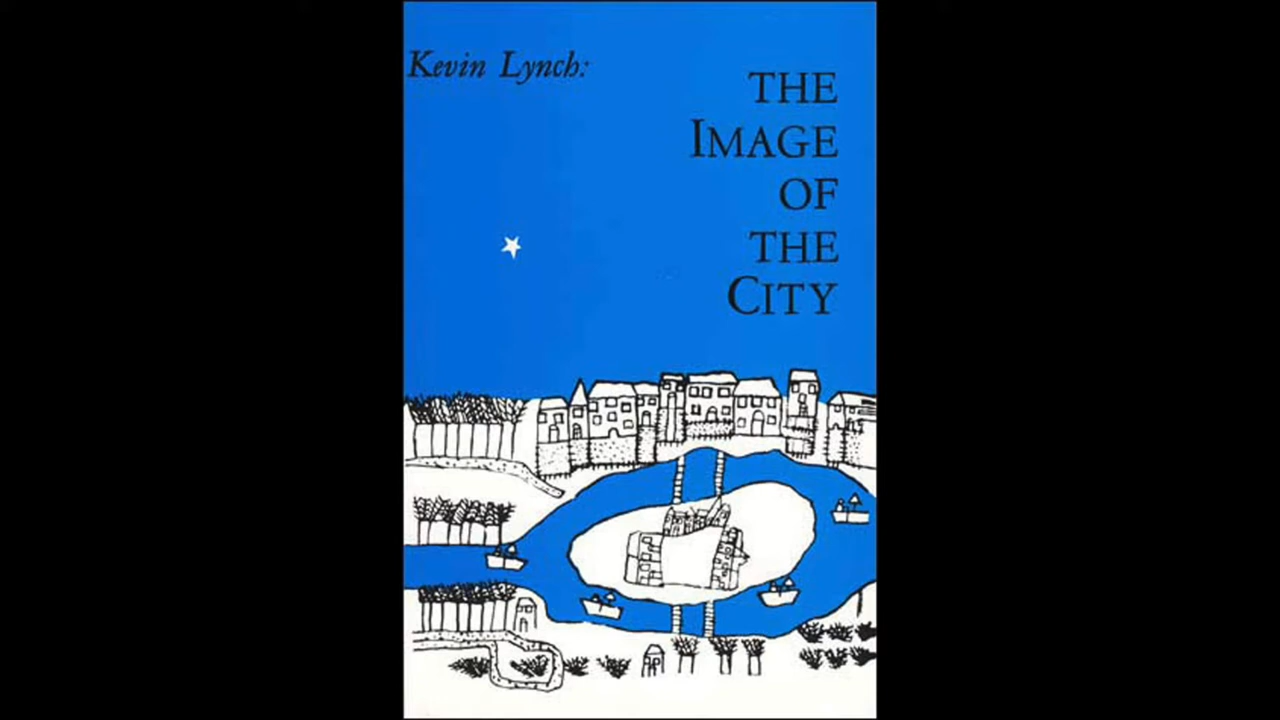 Kevin Lynch:
THE
IMAGE
OF
THE
CITY